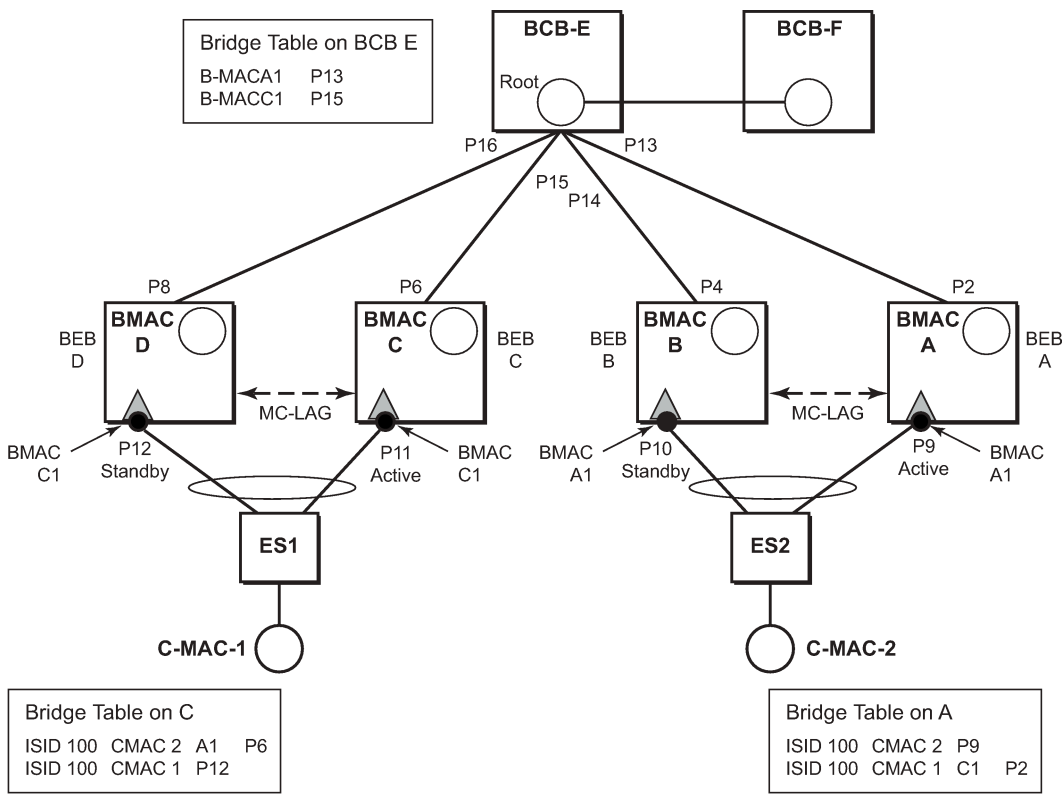 BCB-E
BCB-F
Bridge Table on BCB E
B-MACA1 P13
B-MACC1 P15
Root
P16
P13
P15
P14
P8
P6
P4
P2
BEB D
BMAC D
BMAC C
BEB C
BEB B
BMAC B
BMAC A
BEB A
MC-LAG
MC-LAG
BMAC C1
P12 Standby
P11 Active
BMAC C1
BMAC A1
P10 Standby
P9 Active
BMAC A1
ES1
ES2
C-MAC-1
C-MAC-2
Bridge Table on C
ISID 100 CMAC 2 A1 P6
ISID 100 CMAC 1 P12
Bridge Table on A
ISID 100 CMAC 2 P9
ISID 100 CMAC 1 C1 P2